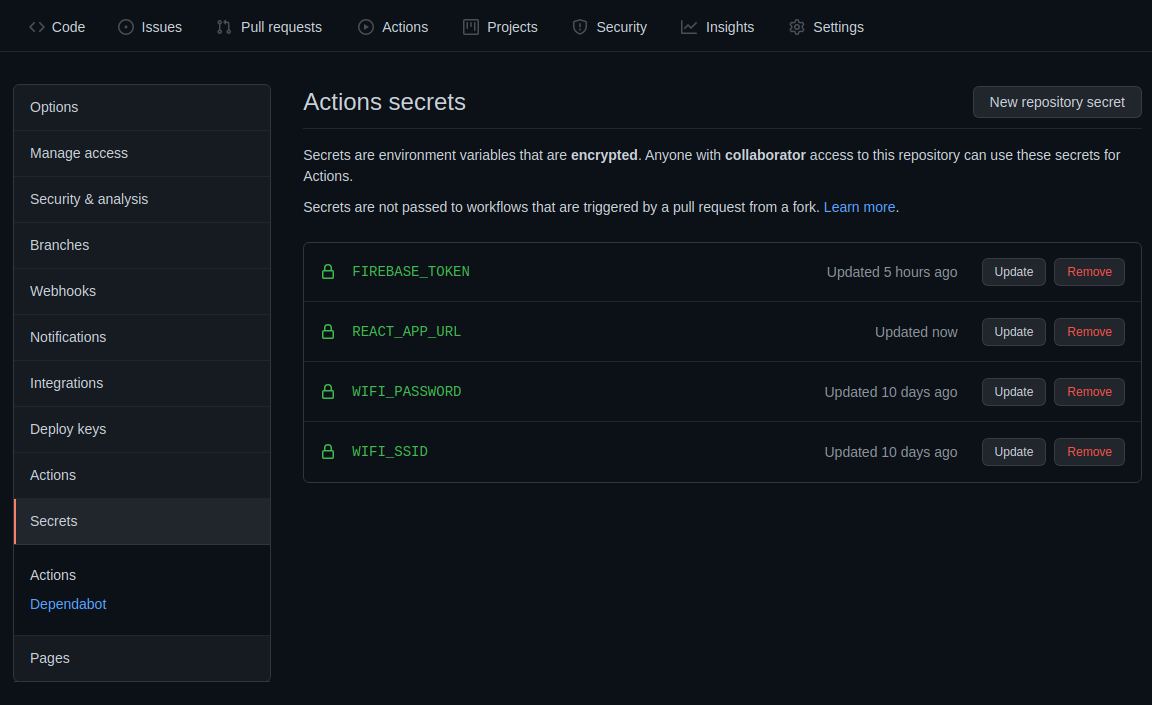 Code Issues Pull requests Actions Projects Security Insights Settings
Options
Manage access
Security & analysis
Branches
Webhooks
Notifications
Integrations
Deploy keys
Actions
Secrets
Actions
Dependabot
Pages
Actions secrets
New repository secret
Secrets are environment variables that are encrypted. Anyone with collaborator access to this repository can use these secrets for
Actions.
Secrets are not passed to workflows that are triggered by a pull request from a fork. Learn more.
FIREBASE_TOKEN Updated 5 hours ago Update Remove
REACT_APP_URL Updated now Update Remove
WIFI_PASSWORD Updated 10 days ago Update Remove
WIFI_SSID Updated 10 days ago Update Remove